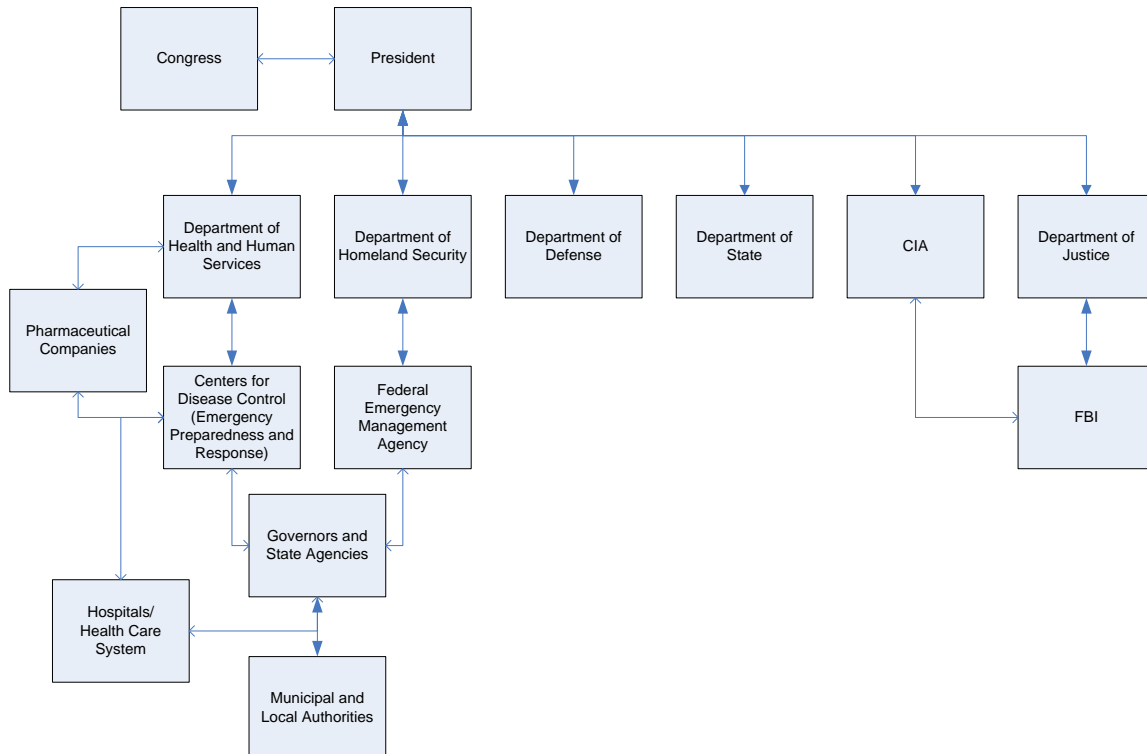 Congress
President
Department of
Health and Human
Services
Department of
Homeland Security
Department of
Defense
Department of
State
CIA
Department of
Justice
Pharmaceutical
Companies
Centers for
Disease Control
(Emergency
Preparedness and
Response)
Federal
Emergency
Management
Agency
FBI
Governors and
State Agencies
Hospitals/
Health Care
System
Municipal and
Local Authorities